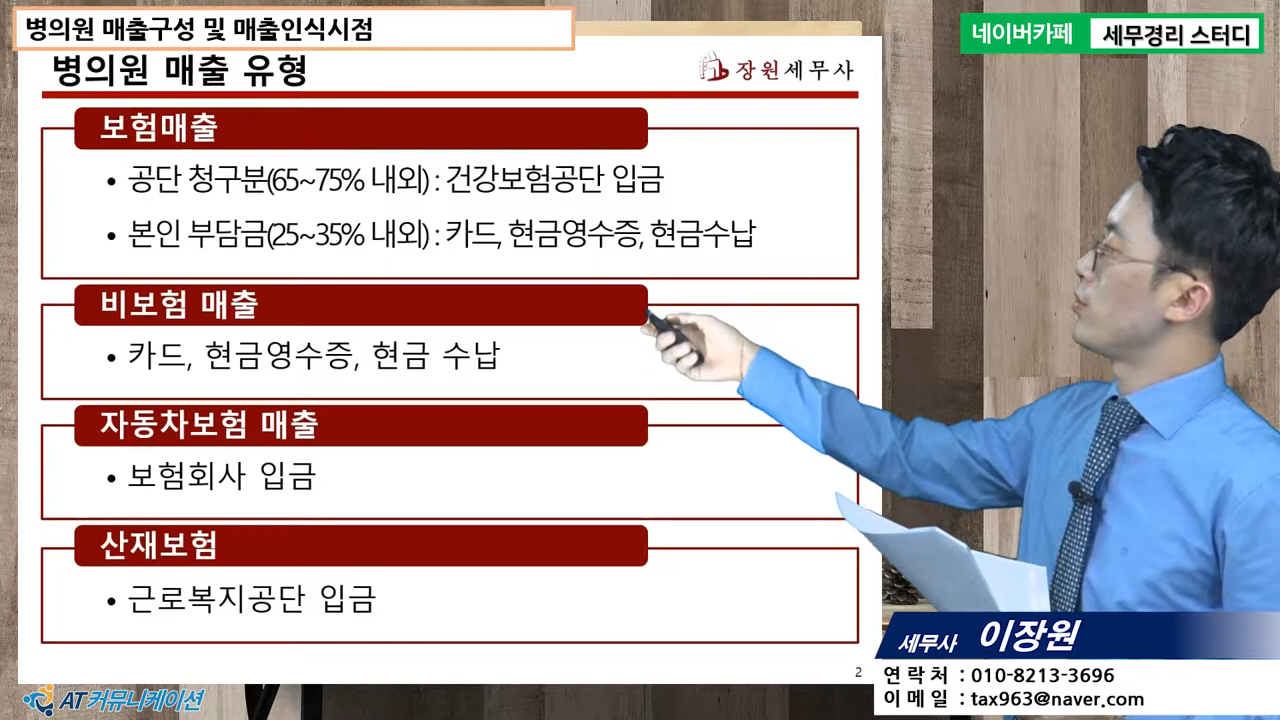 병의원 매출구성 및 매출인식시점
네이버카페 세무경리 스터디
병의원 매출 유형
장원세무사
보험매출
• 공단 청구분(65~75% 내외) : 건강보험공단 입금
• 본인 부담금(25~35% 내외) : 카드, 현금영수증, 현금수납
비보험 매출
• 카드, 현금영수증, 현금 수납
자동차보험 매출
• 보험회사 입금
산재보험
• 근로복지공단 입금
2
세무사 이장원
연 락 처 : 010-8213-3696
이 메 일 : tax963@naver.com
AT커뮤니케이션